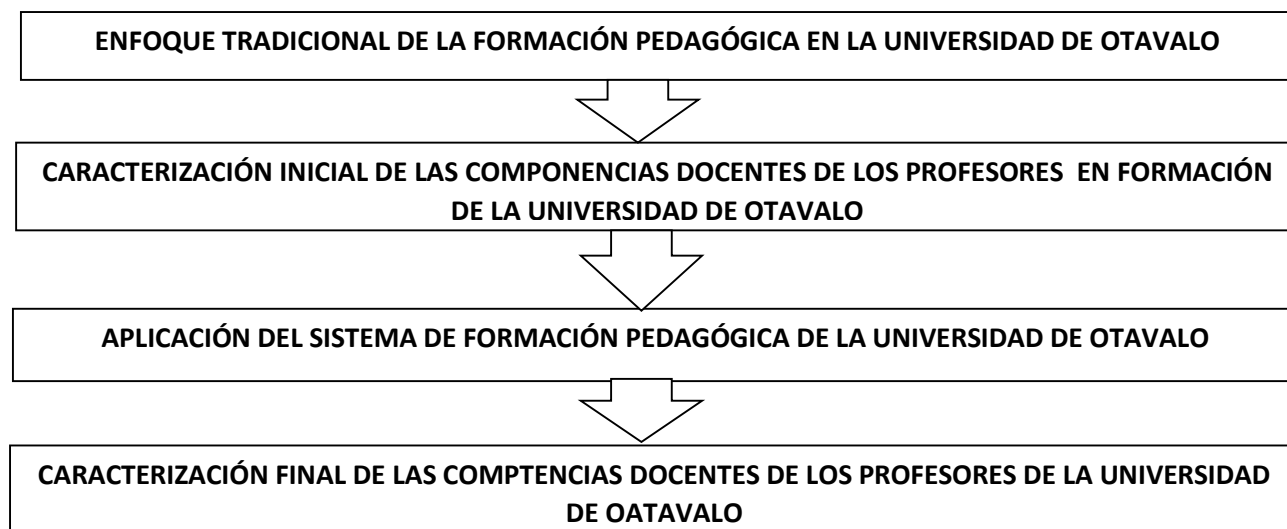 ENFOQUE TRADICIONAL DE LA FORMACIÓN PEDAGÓGICA EN LA UNIVERSIDAD DE OTAVALO
CARACTERIZACIÓN INICIAL DE LAS COMPONENCIAS DOCENTES DE LOS PROFESORES EN FORMACIÓN
DE LA UNIVERSIDAD DE OTAVALO
APLICACIÓN DEL SISTEMA DE FORMACIÓN PEDAGÓGICA DE LA UNIVERSIDAD DE OTAVALO
CARACTERIZACIÓN FINAL DE LAS COMPTENCIAS DOCENTES DE LOS PROFESORES DE LA UNIVERSIDAD
DE OATAVALO